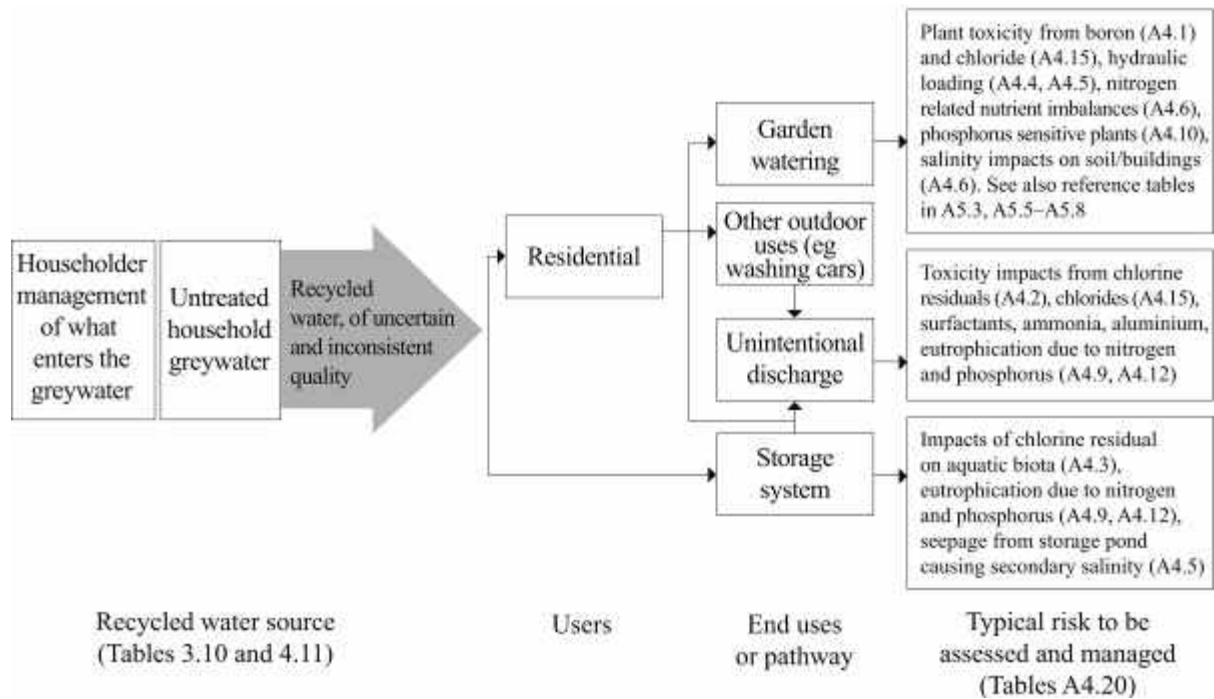 Householder
management
of what
enters the
greywater
Untreated
household
greywater
Recycled
water, of uncertain
and inconsistent
quality
Residential
Garden
watering
Other outdoor
uses (eg
washing cars)
Unintentional
discharge
Storage
system
Plant toxicity from boron (A4.1)
and chloride (A4.15), hydraulic
loading (A4.4, A4.5), nitrogen
related nutrient imbalances (A4.6),
phosphorus sensitive plants (A4.10),
salinity impacts on soil/buildings
(A4.6). See also reference tables
in A5.3, A5.5–A5.8
Toxicity impacts from chlorine
residuals (A4.2), chlorides (A4.15),
surfactants, ammonia, aluminium,
eutrophication due to nitrogen
and phosphorus (A4.9, A4.12)
Impacts of chlorine residual
on aquatic biota (A4.3),
eutrophication due to nitrogen
and phosphorus (A4.9, A4.12),
seepage from storage pond
causing secondary salinity (A4.5)
Recycled water source
(Tables 3.10 and 4.11)
Users
End uses
or pathway
Typical risk to be
assessed and managed
(Tables A4.20)